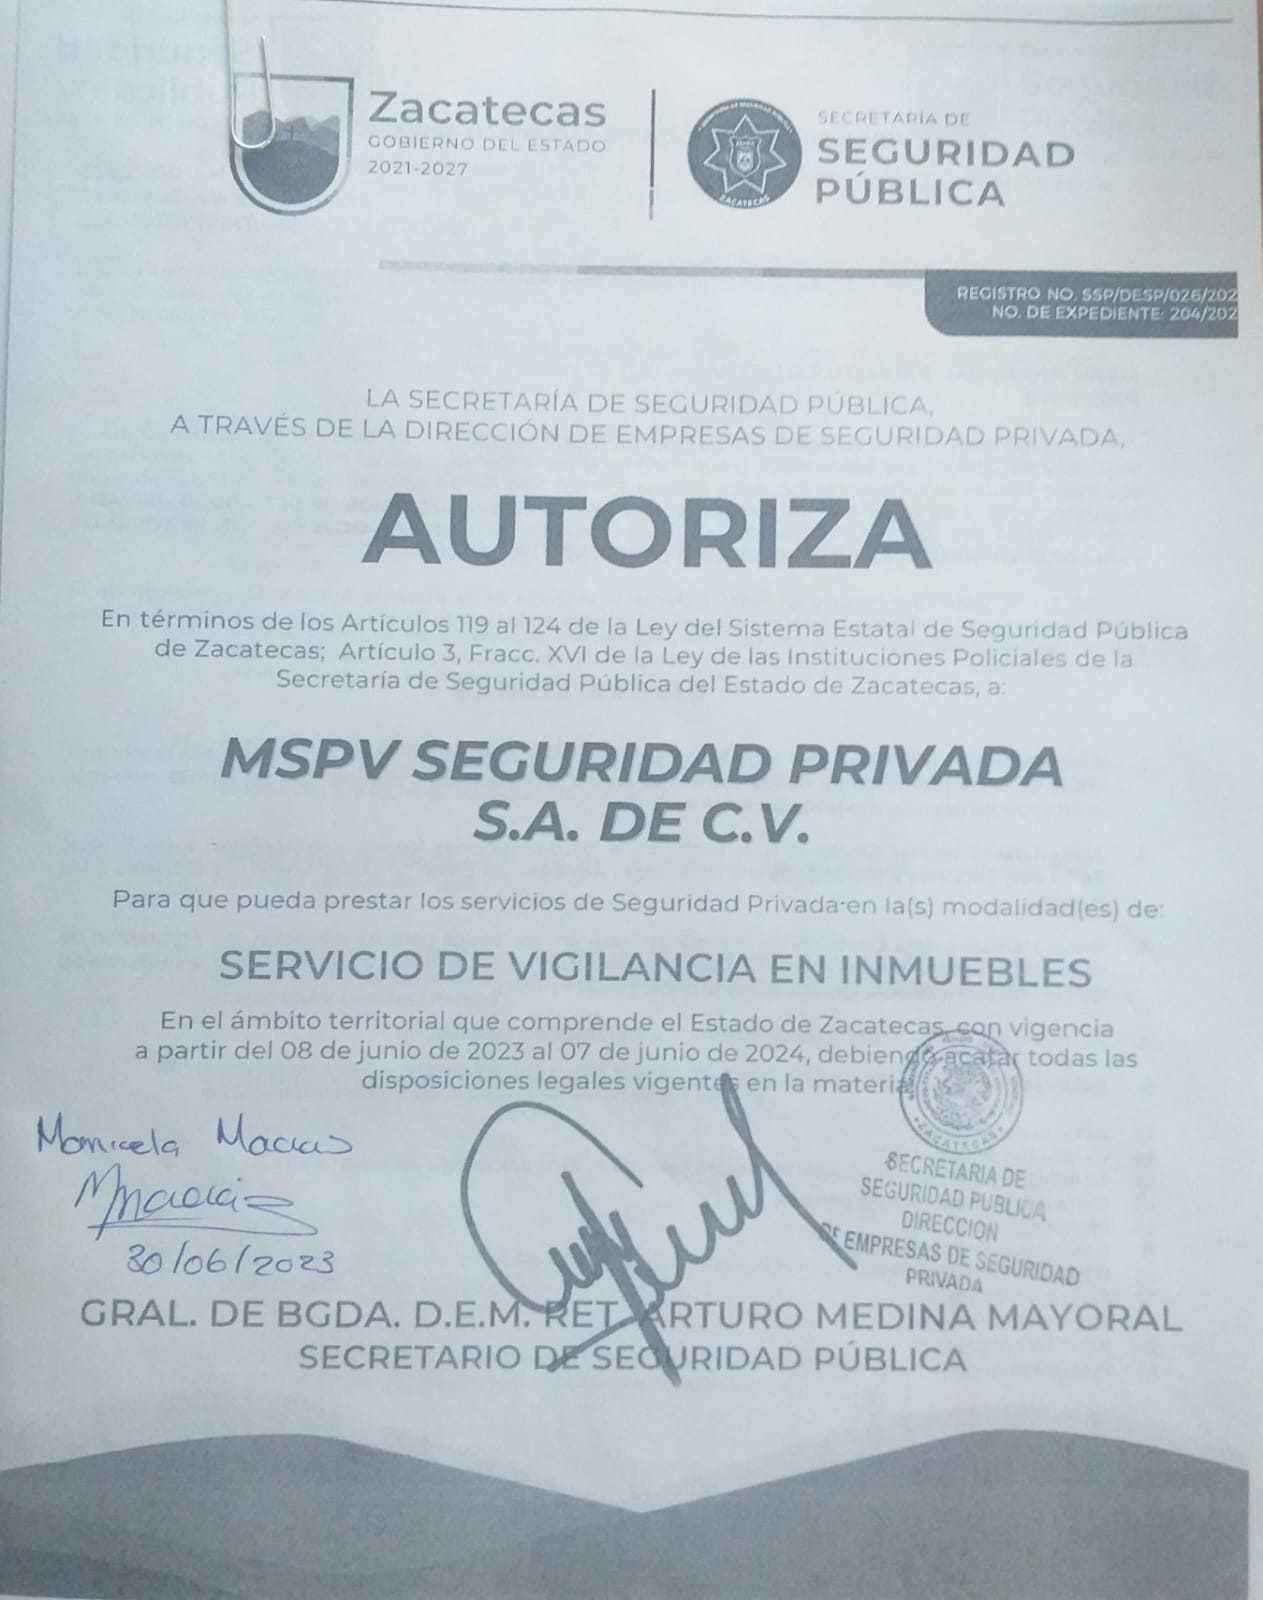 Zacatecas
GOBIERNO DEL ESTADO
2021-2027
SECRETARÍA DE
SEGURIDAD
PÚBLICA
ZACATECAS
REGISTRO NO. SSP/DESP/026/202
NO. DE EXPEDIENTE: 204/202
LA SECRETARÍA DE SEGURIDAD PÚBLICA,
A TRAVÉS DE LA DIRECCIÓN DE EMPRESAS DE SEGURIDAD PRIVADA,
AUTORIZA
En términos de los Artículos 119 al 124 de la Ley del Sistema Estatal de Seguridad Pública
de Zacatecas; Artículo 3, Fracc. XVI de la Ley de las Instituciones Policiales de la
Secretaría de Seguridad Pública del Estado de Zacatecas, a:
MSPV SEGURIDAD PRIVADA
S.A. DE C.V.
Para que pueda prestar los servicios de Seguridad Privada en la(s) modalidad(es) de:
SERVICIO DE VIGILANCIA EN INMUEBLES
En el ámbito territorial que comprende el Estado de Zacatecas, con vigencia
a partir del 08 de junio de 2023 al 07 de junio de 2024, debiendo acatar todas las
disposiciones legales vigentes en la materia
ZACATECAS
SECRETARIA DE
SEGURIDAD PUBLICA
DIRECCION
DE EMPRESAS DE SEGURIDAD
PRIVADA
Maricela Macias
30/06/2023
GRAL. DE BGDA. D.E.M. RET. ARTURO MEDINA MAYORAL
SECRETARIO DE SEGURIDAD PÚBLICA